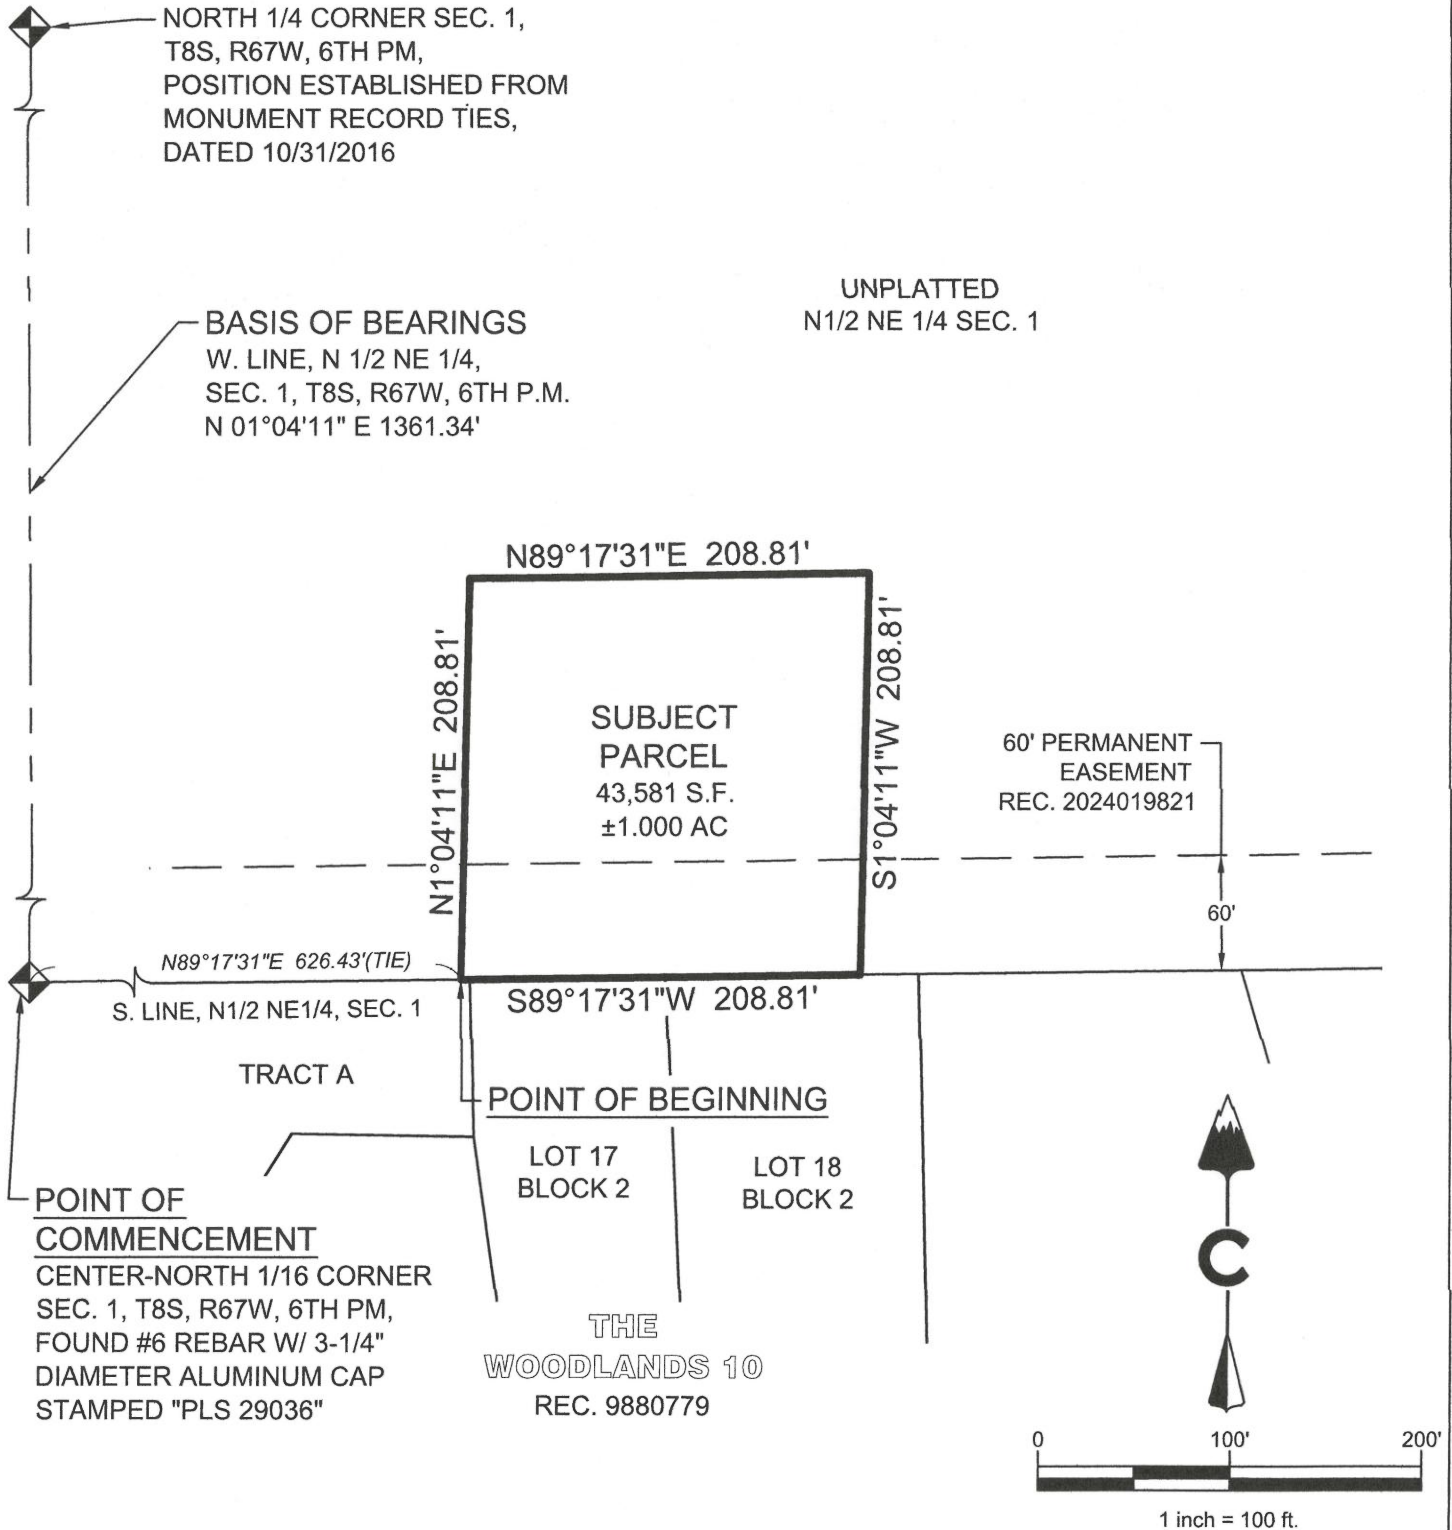 NORTH 1/4 CORNER SEC. 1,
T8S, R67W, 6TH PM,
POSITION ESTABLISHED FROM
MONUMENT RECORD TIES,
DATED 10/31/2016
UNPLATTED
N1/2 NE 1/4 SEC. 1
BASIS OF BEARINGS
W. LINE, N 1/2 NE 1/4,
SEC. 1, T8S, R67W, 6TH P.M.
N 01°04'11" E 1361.34'
N89°17'31"E 208.81'
N1°04'11"E 208.81'
S1°04'11"W 208.81'
SUBJECT
PARCEL
43,581 S.F.
±1.000 AC
60' PERMANENT
EASEMENT
REC. 2024019821
60'
N89°17'31"E 626.43'(TIE)
S. LINE, N1/2 NE1/4, SEC. 1
S89°17'31"W 208.81'
TRACT A
POINT OF BEGINNING
LOT 17
BLOCK 2
LOT 18
BLOCK 2
POINT OF
COMMENCEMENT
CENTER-NORTH 1/16 CORNER
SEC. 1, T8S, R67W, 6TH PM,
FOUND #6 REBAR W/ 3-1/4"
DIAMETER ALUMINUM CAP
STAMPED "PLS 29036"
THE
WOODLANDS 10
REC. 9880779
C
0 100' 200'
1 inch = 100 ft.